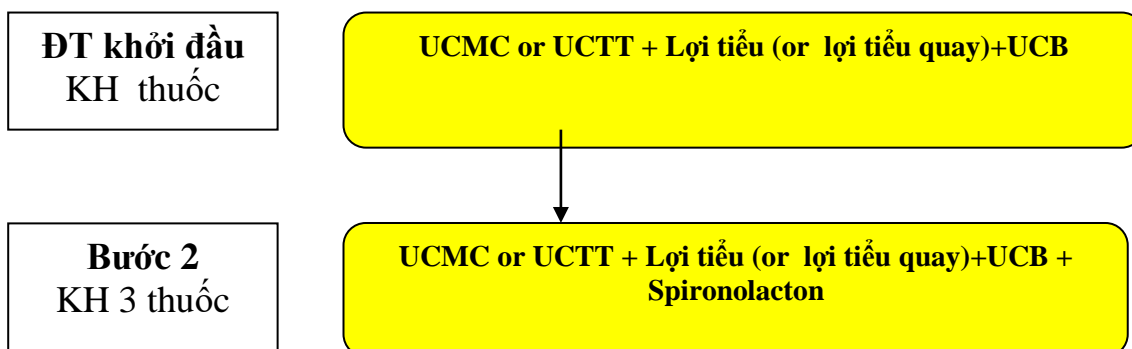 ĐT khởi đầu
KH thuốc
UCMC or UCTT + Lợi tiểu (or lợi tiểu quay)+UCB
Bước 2
KH 3 thuốc
UCMC or UCTT + Lợi tiểu (or lợi tiểu quay)+UCB +
Spironolacton